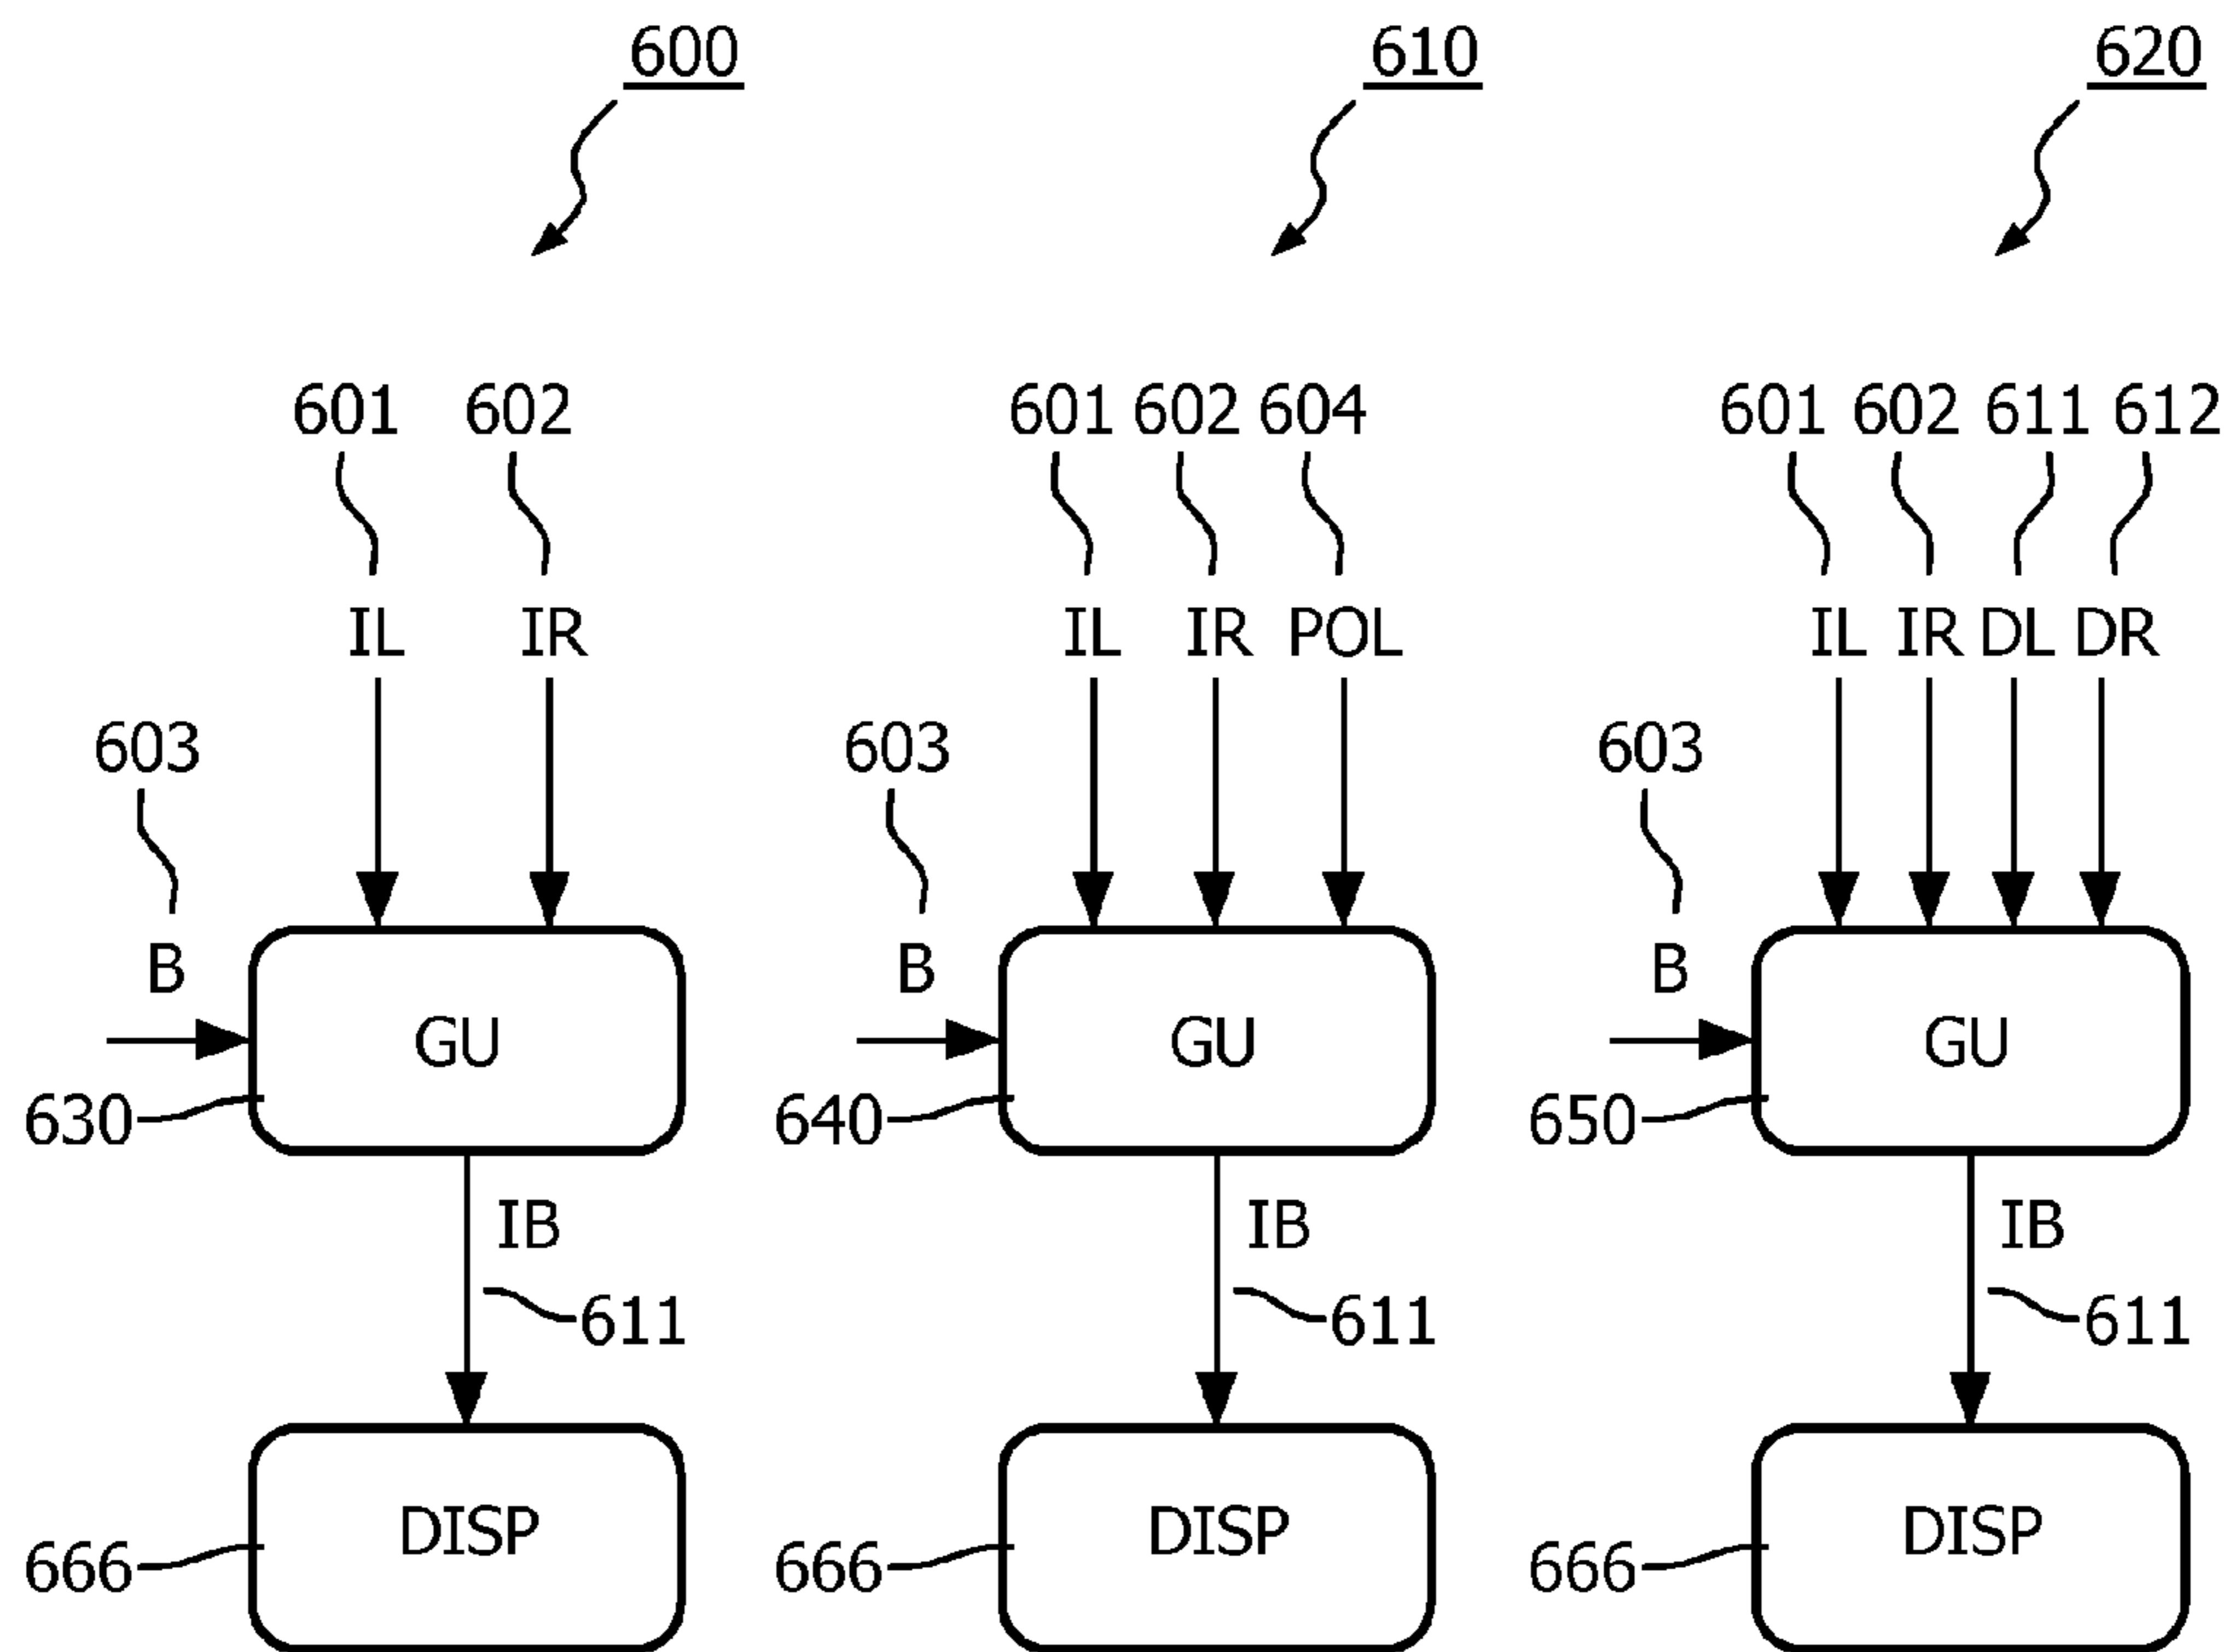 600 610 620
601 602 601 602 604 601 602 611 612
IL IR IL IR POL IL IR DL DR
603 603 603
B B B
GU GU GU
630 640 650
IB IB IB
611 611 611
DISP DISP DISP
666 666 666